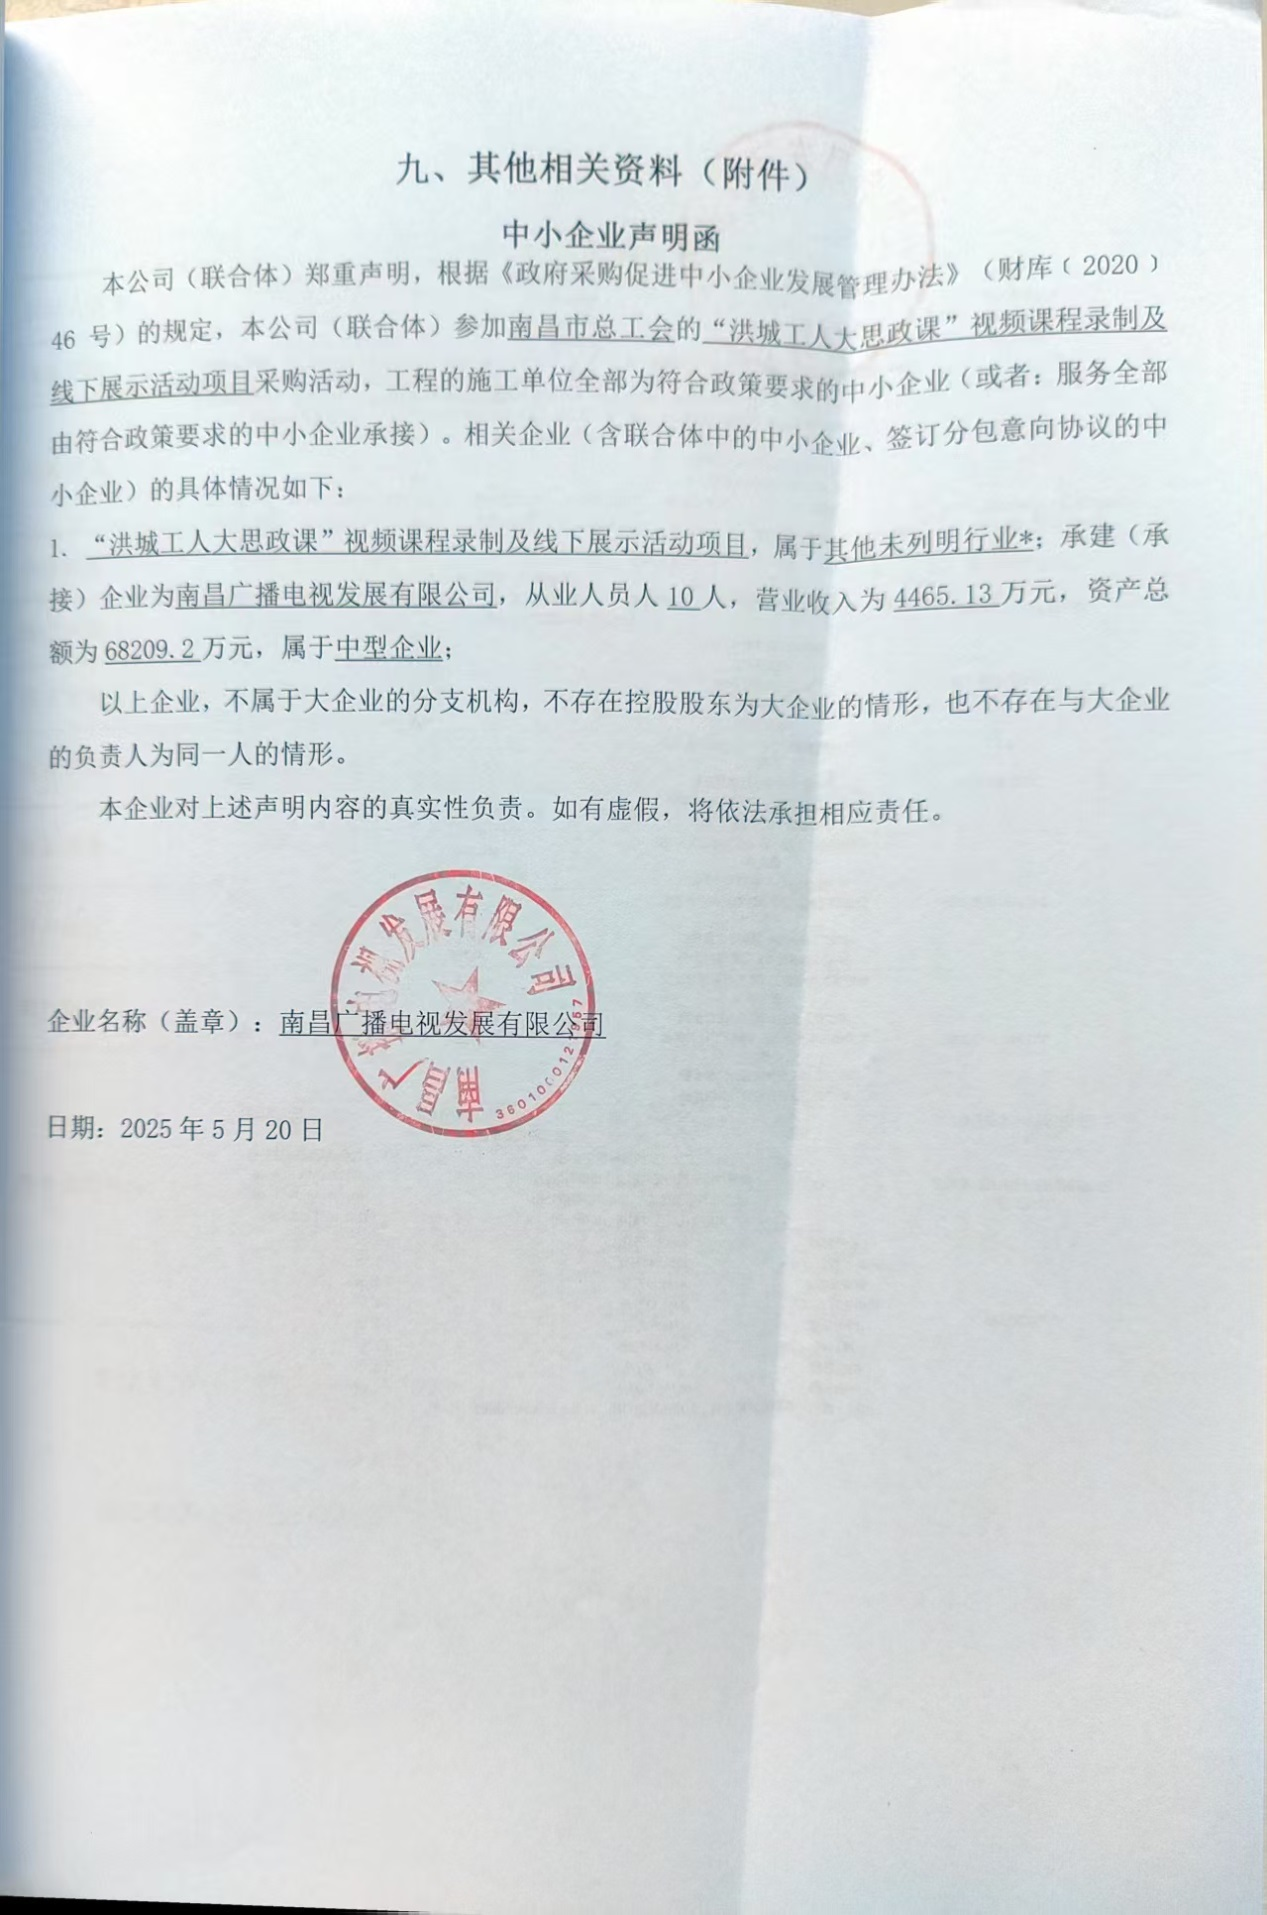 九、其他相关资料（附件）
中小企业声明函
本公司（联合体）郑重声明，根据《政府采购促进中小企业发展管理办法》（财库﹝2020﹞
46 号）的规定，本公司（联合体）参加南昌市总工会的“洪城工人大思政课”视频课程录制及
线下展示活动项目采购活动，工程的施工单位全部为符合政策要求的中小企业（或者：服务全部
由符合政策要求的中小企业承接）。相关企业（含联合体中的中小企业、签订分包意向协议的中
小企业）的具体情况如下：
1. “洪城工人大思政课”视频课程录制及线下展示活动项目，属于其他未列明行业*；承建（承
接）企业为南昌广播电视发展有限公司，从业人员人 10 人，营业收入为 4465.13 万元，资产总
额为 68209.2 万元，属于中型企业；
以上企业，不属于大企业的分支机构，不存在控股股东为大企业的情形，也不存在与大企业
的负责人为同一人的情形。
本企业对上述声明内容的真实性负责。如有虚假，将依法承担相应责任。
南昌广播电视发展有限公司
企业名称（盖章）：南昌广播电视发展有限公司
日期：2025 年 5 月 20 日